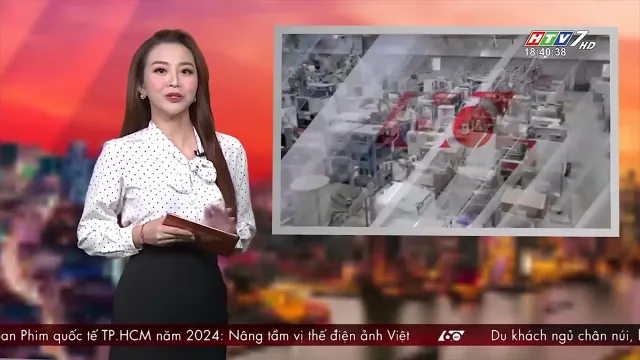 HTV7 HD
18:40:38
an Phim quốc tế TP.HCM năm 2024: Nâng tầm vị thế điện ảnh Việt
60
Du khách ngủ chân núi,